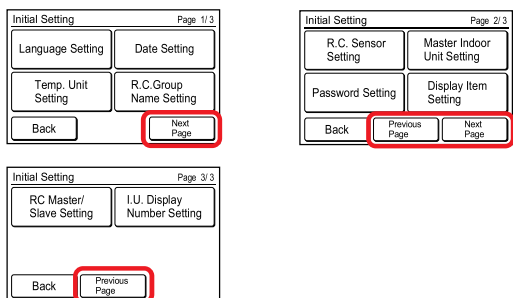 Initial Setting Page 1/ 3
Language Setting
Date Setting
Temp. Unit
Setting
R.C.Group
Name Setting
Back
Next
Page
Initial Setting Page 2/ 3
R.C. Sensor
Setting
Master Indoor
Unit Setting
Password Setting
Display Item
Setting
Back
Previous
Page
Next
Page
Initial Setting Page 3/ 3
RC Master/
Slave Setting
I.U. Display
Number Setting
Back
Previous
Page